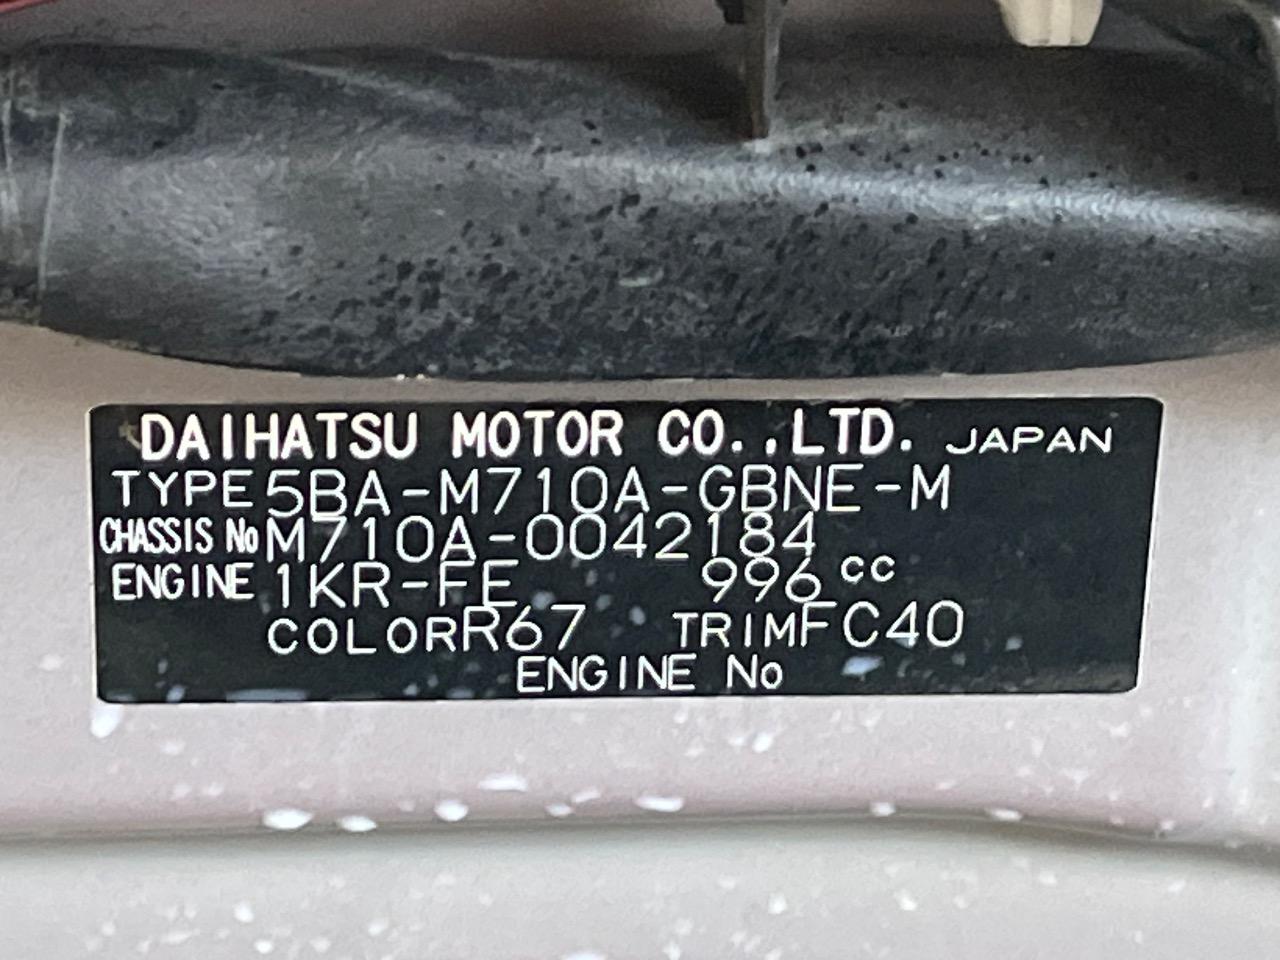 DAIHATSU MOTOR CO.,LTD. JAPAN
TYPE 5BA-M710A-GBNE-M
CHASSIS No M710A-0042184
ENGINE 1KR-FE 996 cc
COLOR R67 TRIM FC40
ENGINE No